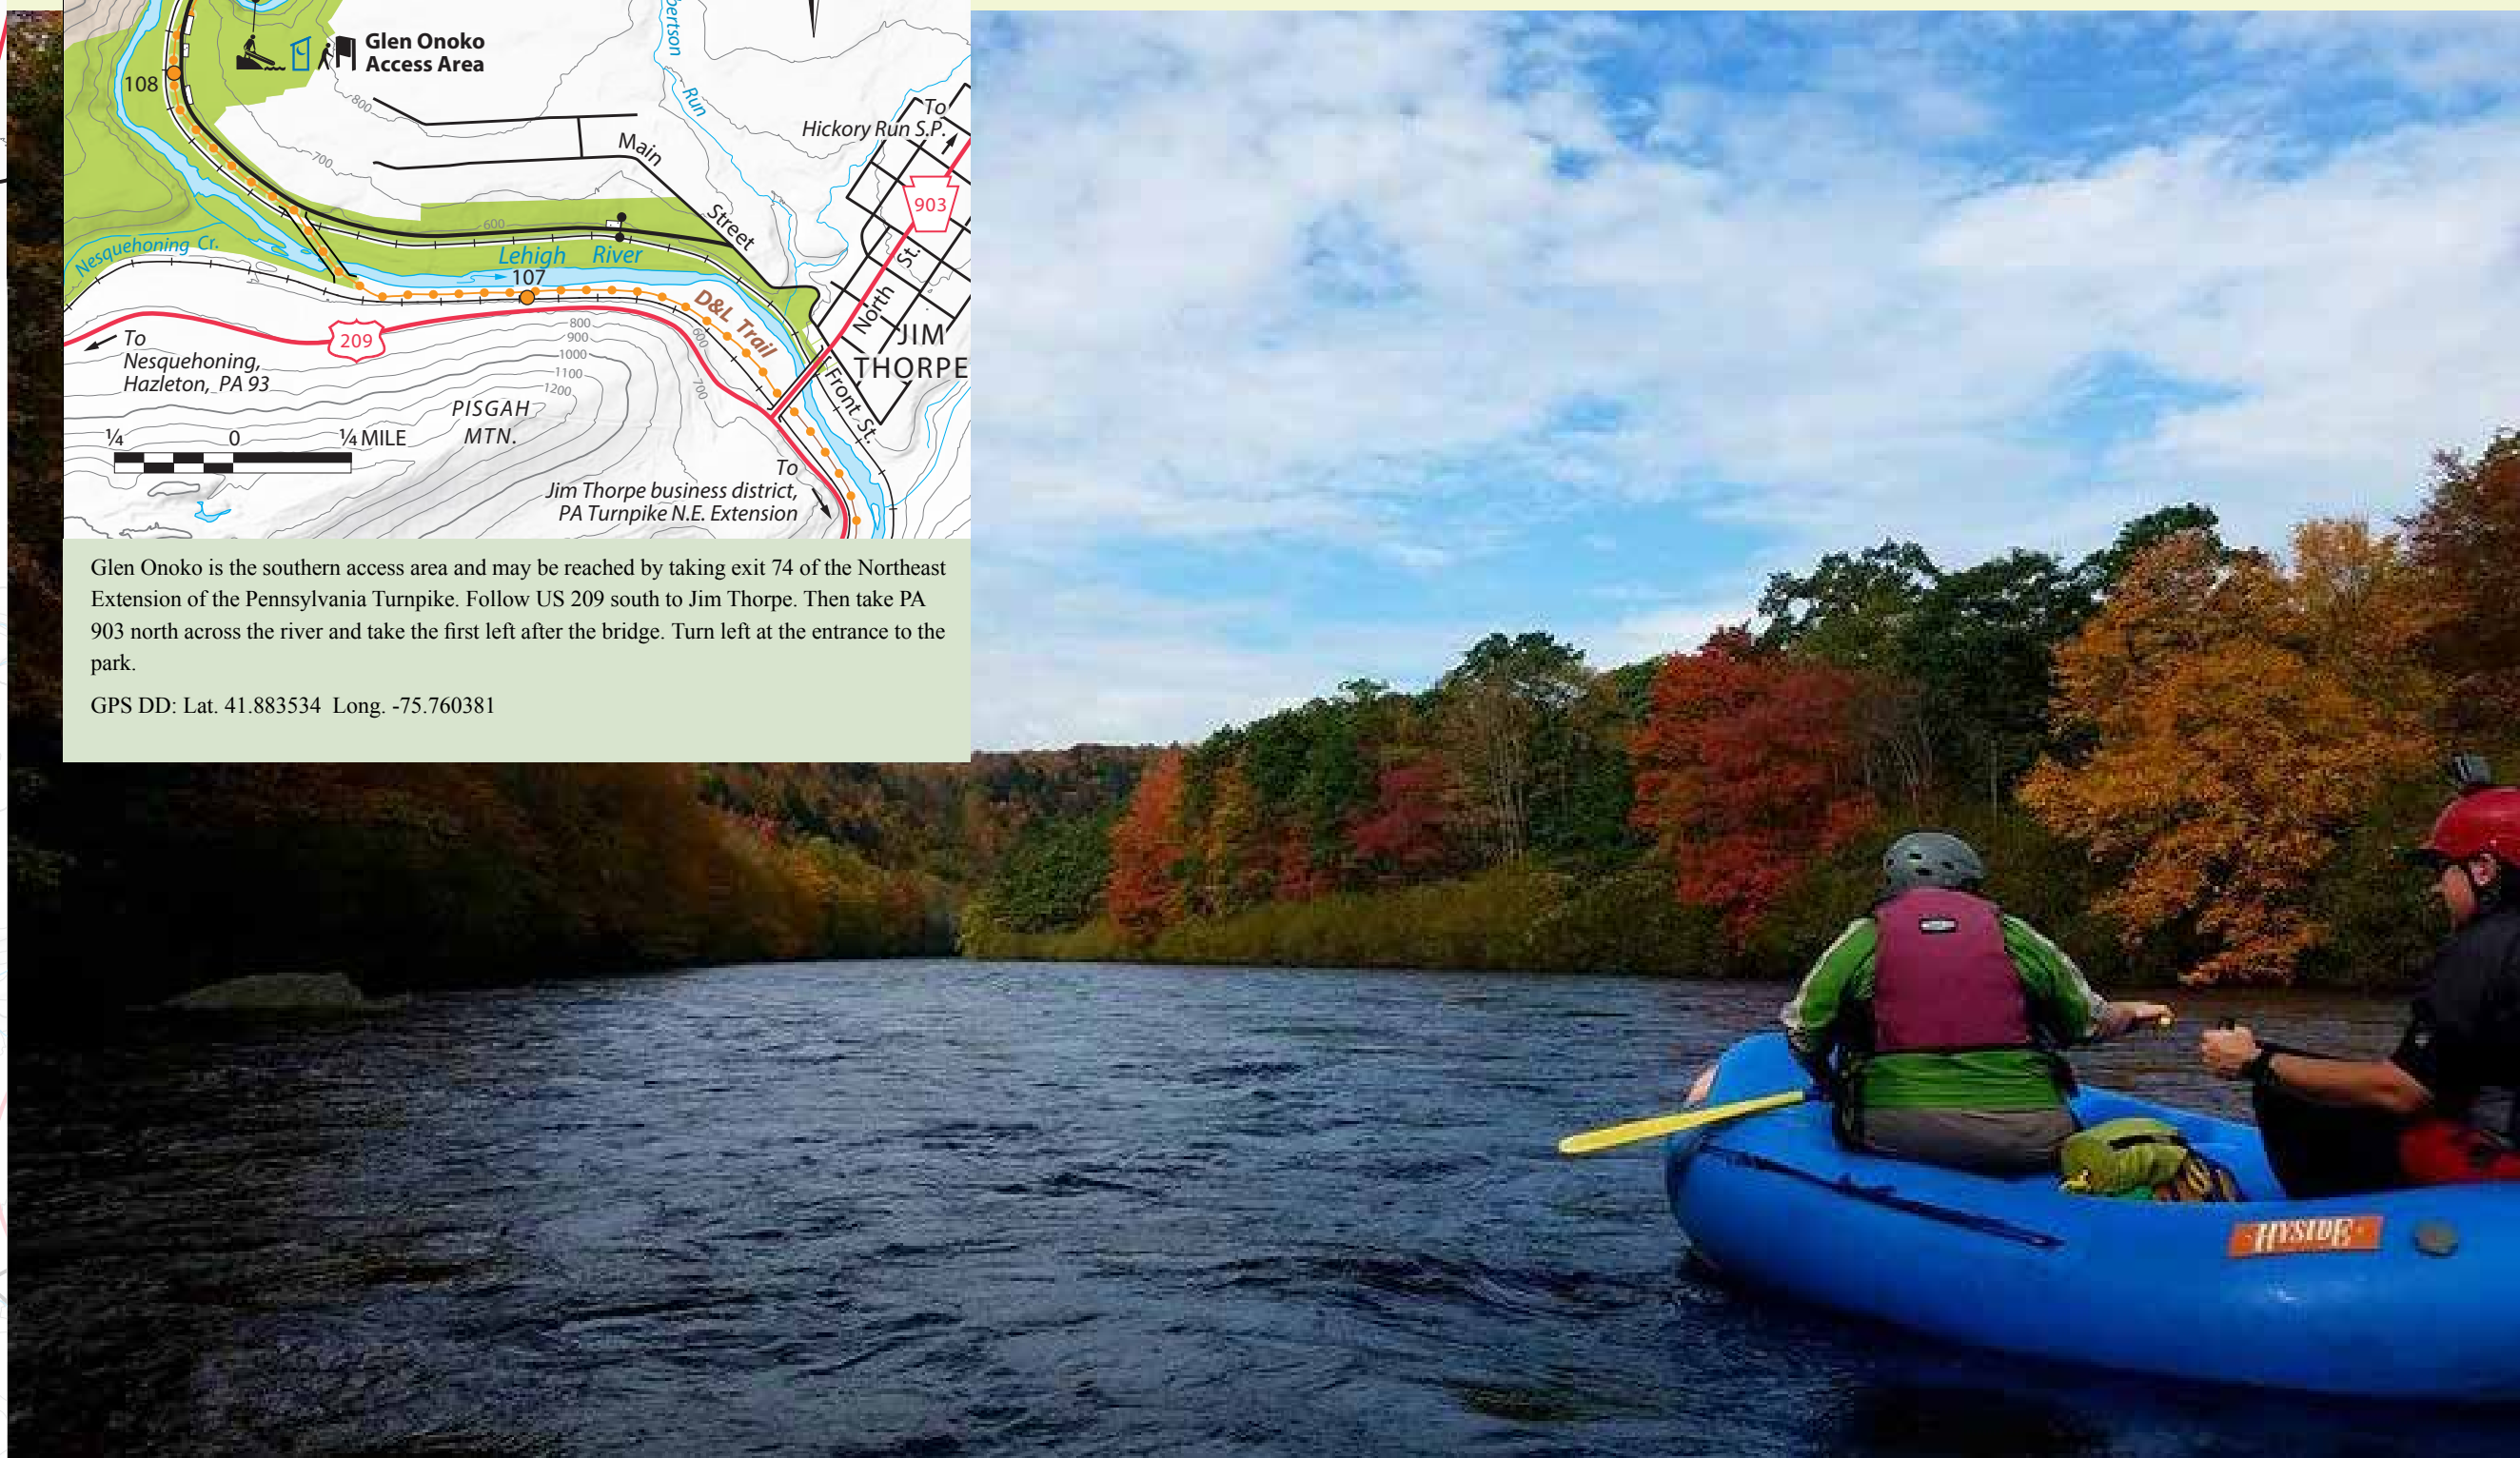 Glen Onoko
Access Area
108
800
700
Run
To
Hickory Run S.P.
903
Main
Street
600
Nesquehoning Cr.
Lehigh River
107
D&L Trail
North St.
JIM
THORPE
Front St.
209
To
Nesquehoning,
Hazleton, PA 93
800
900
1000
1100
1200
600
700
PISGAH
MTN.
¼ 0 ¼ MILE
To
Jim Thorpe business district,
PA Turnpike N.E. Extension
Glen Onoko is the southern access area and may be reached by taking exit 74 of the Northeast
Extension of the Pennsylvania Turnpike. Follow US 209 south to Jim Thorpe. Then take PA
903 north across the river and take the first left after the bridge. Turn left at the entrance to the
park.
GPS DD: Lat. 41.883534 Long. -75.760381
HYSIDE